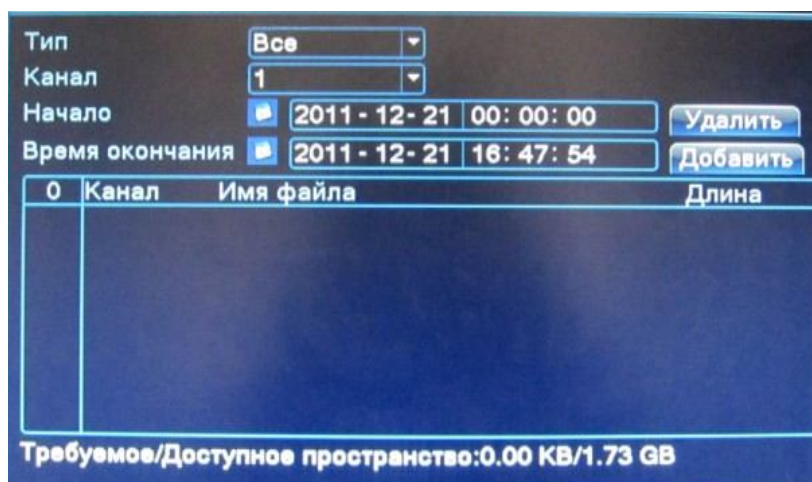 Тип Все
Канал 1
Начало 2011-12-21 00:00:00 Удалить
Время окончания 2011-12-21 16:47:54 Добавить
0 Канал Имя файла Длина
Требуемое/Доступное пространство:0.00 KB/1.73 GB